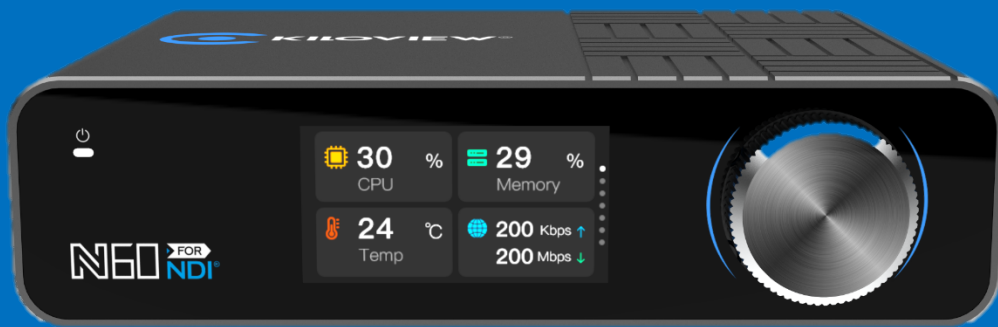 KILOVIEW®
30 %
CPU
29 %
Memory
24 ℃
Temp
200 Kbps ↑
200 Mbps ↓
N60 FOR NDI®